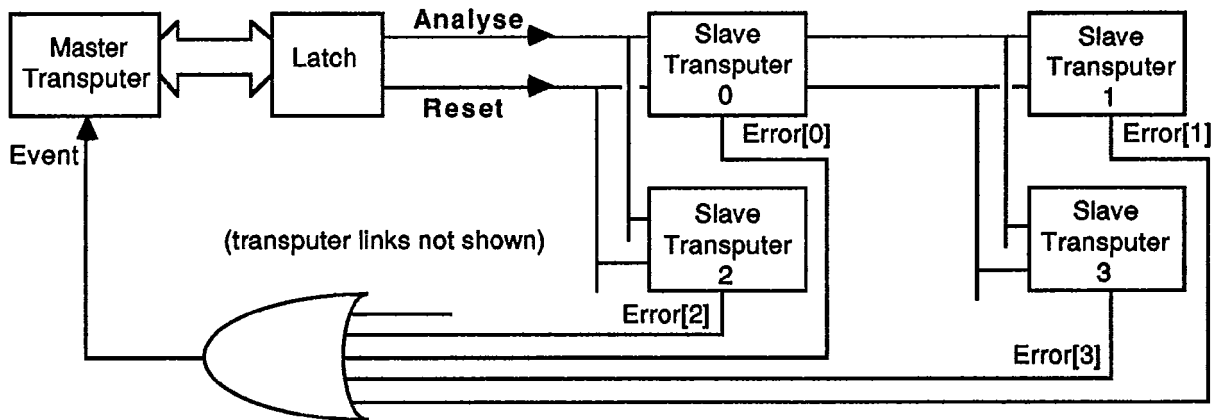 Master
Transputer
Latch
Analyse
Reset
Slave
Transputer
0
Slave
Transputer
1
Event
Error[0]
Error[1]
(transputer links not shown)
Slave
Transputer
2
Slave
Transputer
3
Error[2]
Error[3]